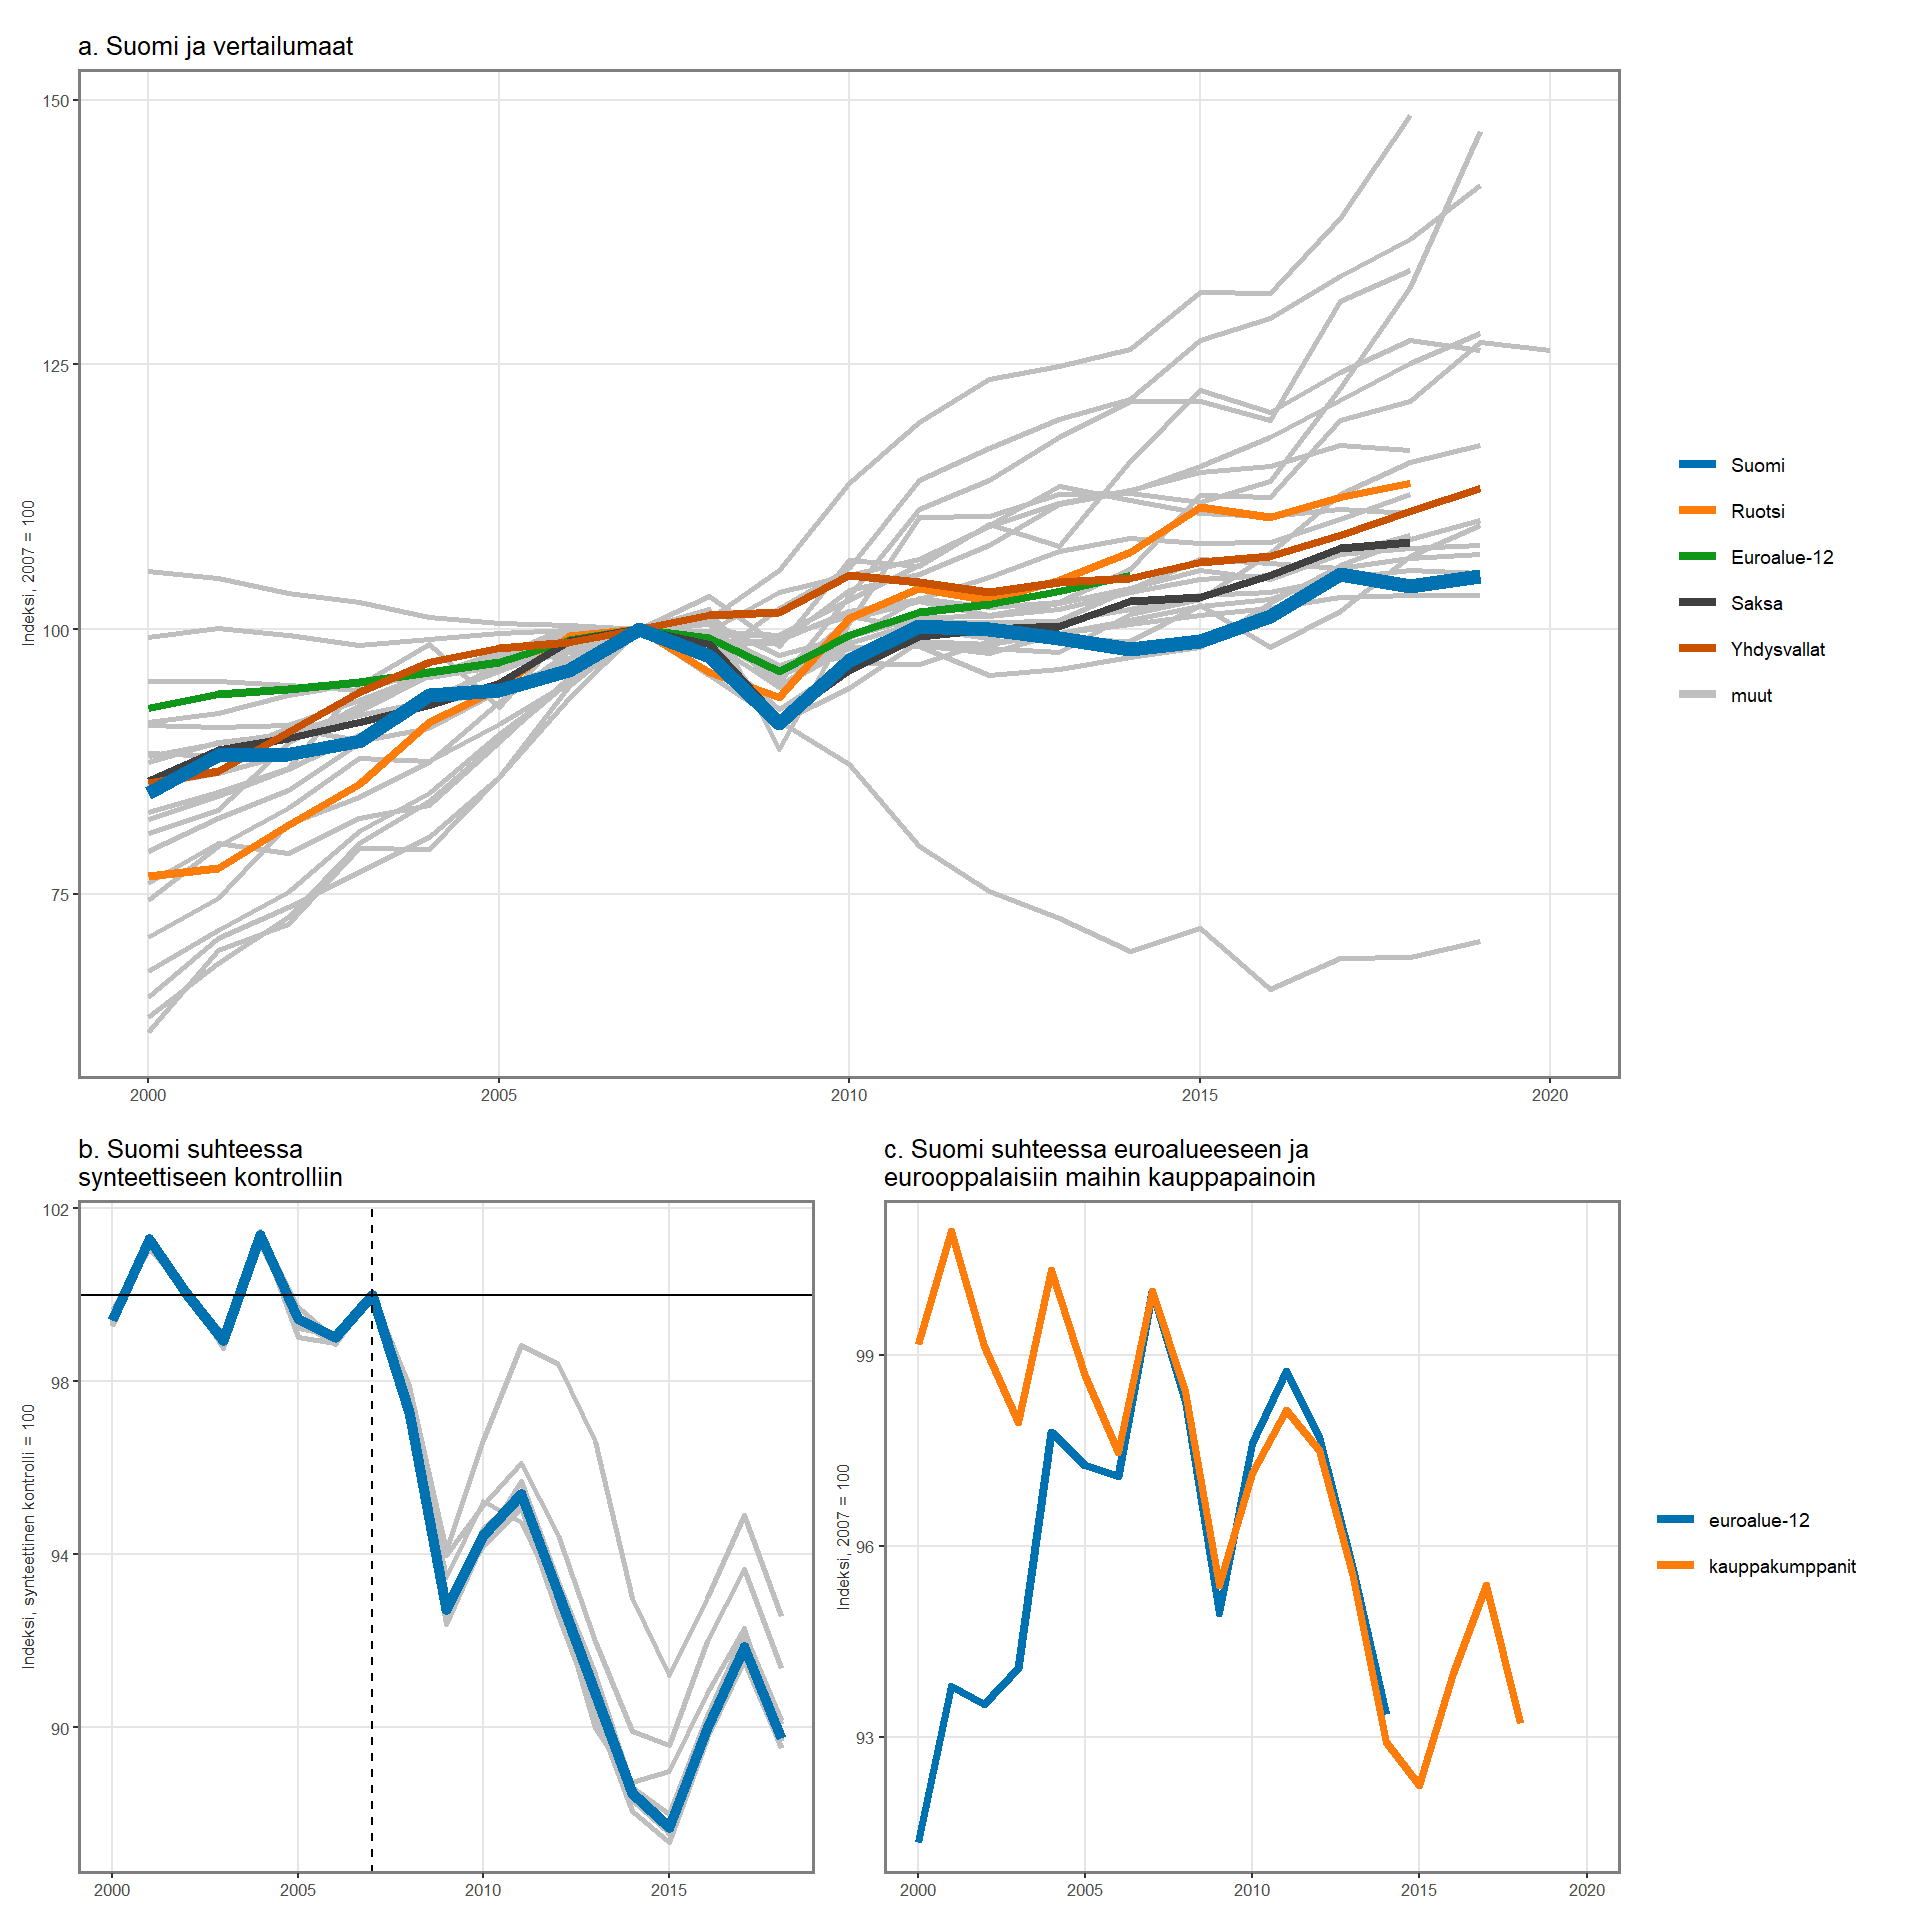 a. Suomi ja vertailumaat
Indeksi, 2007 = 100
150
125
100
75
2000
2005
2010
2015
2020
Suomi
Ruotsi
Euroalue-12
Saksa
Yhdysvallat
muut
b. Suomi suhteessa
synteettiseen kontrolliin
Indeksi, synteettinen kontrolli = 100
102
98
94
90
2000
2005
2010
2015
c. Suomi suhteessa euroalueeseen ja
eurooppalaisiin maihin kauppapainoin
Indeksi, 2007 = 100
99
96
93
2000
2005
2010
2015
2020
euroalue-12
kauppakumppanit